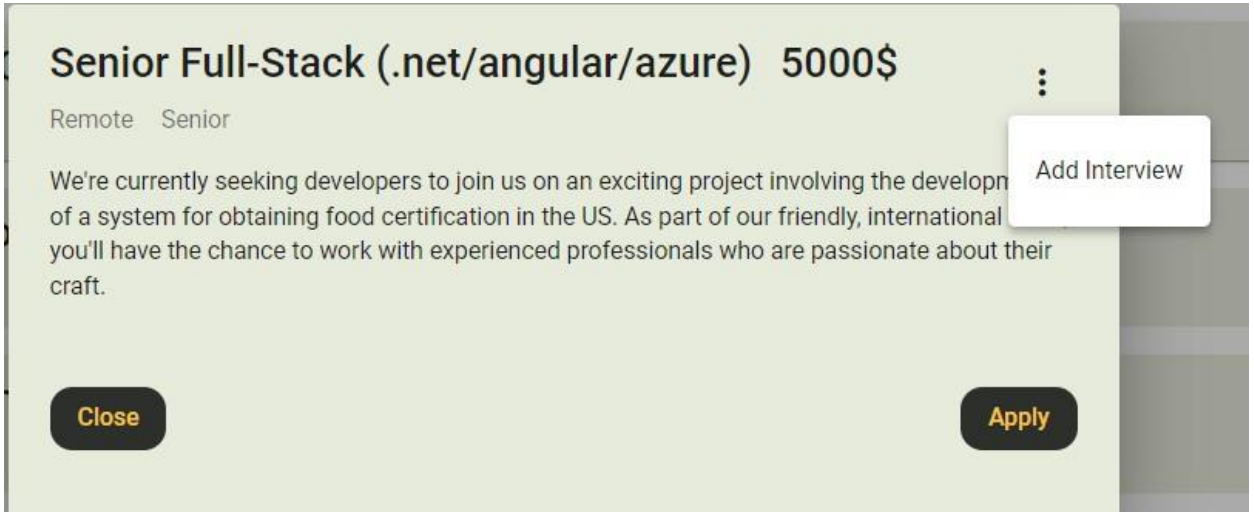 Senior Full-Stack (.net/angular/azure) 5000$
Remote Senior
Add Interview
We're currently seeking developers to join us on an exciting project involving the
of a system for obtaining food certification in the US. As part of our friendly, international
you'll have the chance to work with experienced professionals who are passionate about their
craft.
Close
Apply